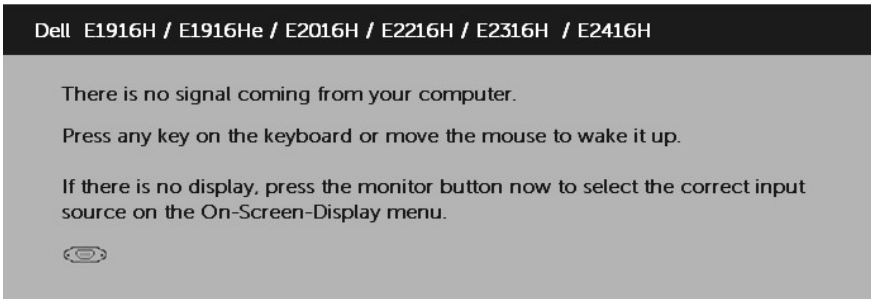 Dell E1916H / E1916He / E2016H / E2216H / E2316H / E2416H
There is no signal coming from your computer.
Press any key on the keyboard or move the mouse to wake it up.
If there is no display, press the monitor button now to select the correct input
source on the On-Screen-Display menu.